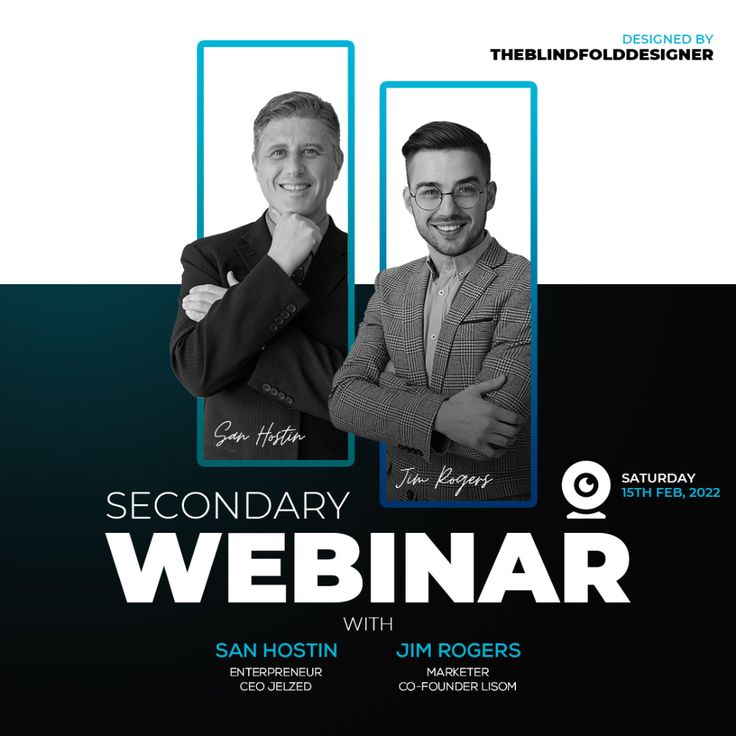 DESIGNED BY
THEBLINDFOLDDESIGNER
San Hostin
Jim Rogers
SATURDAY
15TH FEB, 2022
SECONDARY
WEBINAR
WITH
SAN HOSTIN
ENTERPRENEUR
CEO JELZED
JIM ROGERS
MARKETER
CO-FOUNDER LISOM